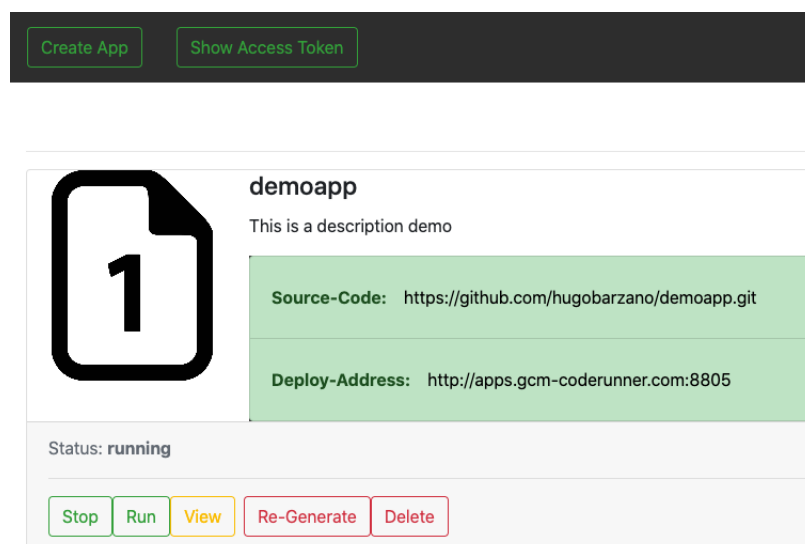 Create App Show Access Token
demoapp
This is a description demo
1
Source-Code: https://github.com/hugobarzano/demoapp.git
Deploy-Address: http://apps.gcm-coderunner.com:8805
Status: running
Stop Run View Re-Generate Delete